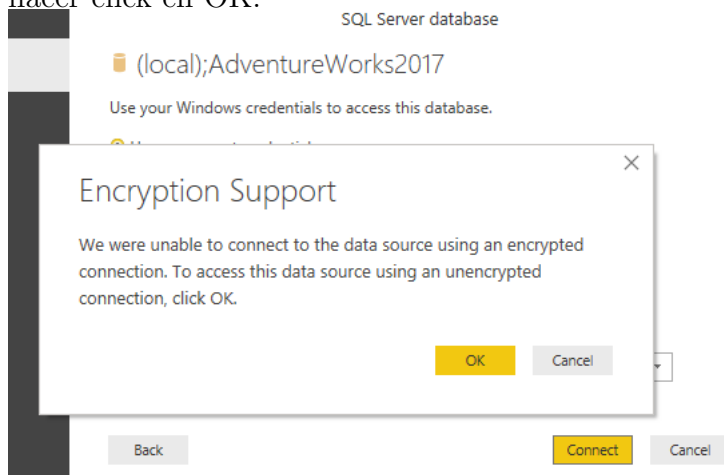 hacer click en OK.
SQL Server database
(local);AdventureWorks2017
Use your Windows credentials to access this database.
Encryption Support
We were unable to connect to the data source using an encrypted
connection. To access this data source using an unencrypted
connection, click OK.
OK Cancel
Back Connect Cancel